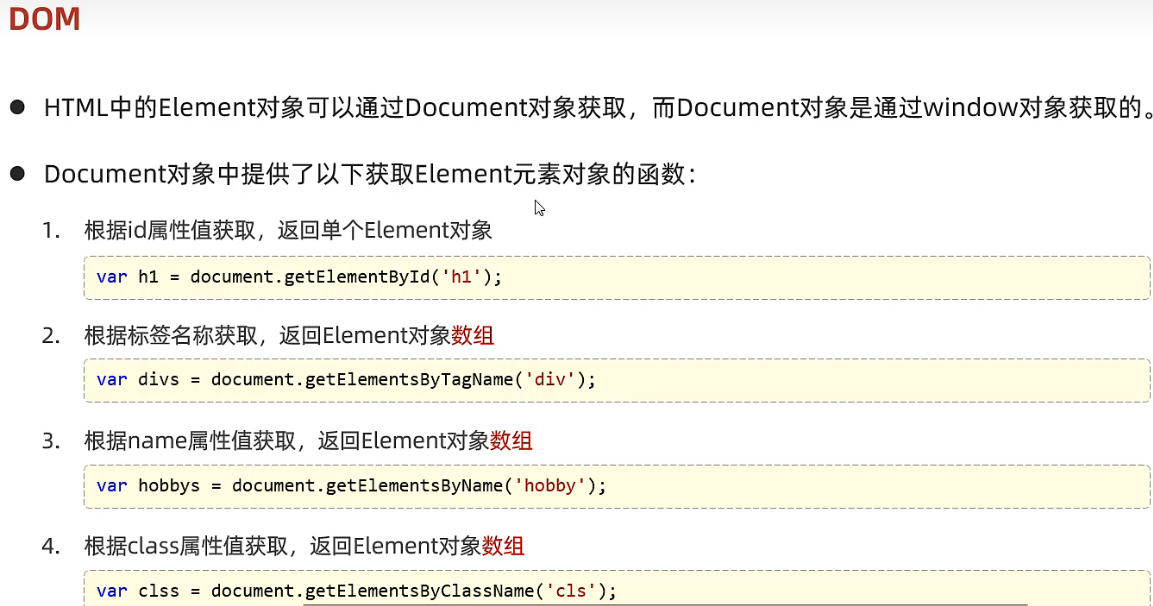 DOM
● HTML中的Element对象可以通过Document对象获取，而Document对象是通过window对象获取的。
● Document对象中提供了以下获取Element元素对象的函数：
1. 根据id属性值获取，返回单个Element对象
var h1 = document.getElementById('h1');
2. 根据标签名称获取，返回Element对象数组
var divs = document.getElementsByTagName('div');
3. 根据name属性值获取，返回Element对象数组
var hobbys = document.getElementsByName('hobby');
4. 根据class属性值获取，返回Element对象数组
var clss = document.getElementsByClassName('cls');